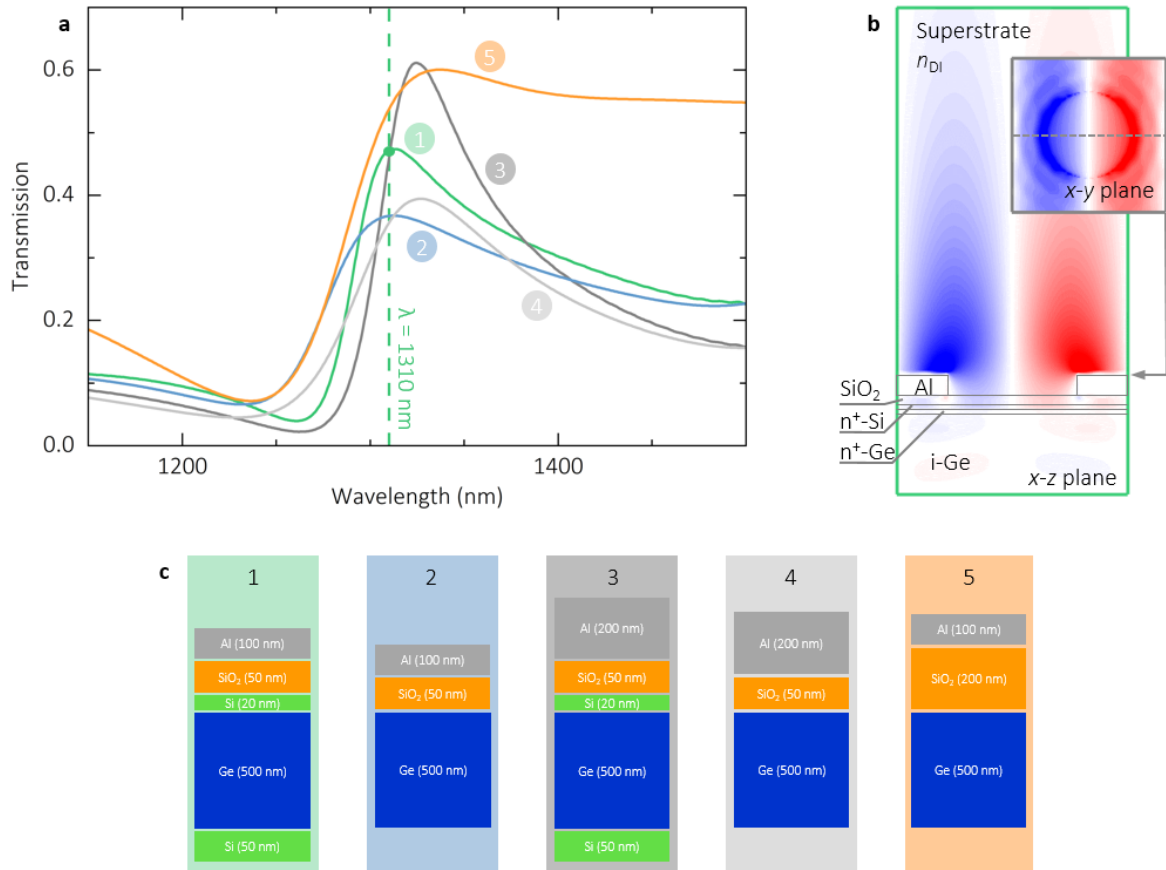 a
0.6
0.4
0.2
0.0
Transmission
1200
1400
Wavelength (nm)
λ = 1310 nm
5
1
3
2
4
b
Superstrate
n_DI
x-y plane
SiO₂
Al
n⁺-Si
n⁺-Ge
i-Ge
x-z plane
c
1
Al (100 nm)
SiO₂ (50 nm)
Si (20 nm)
Ge (500 nm)
Si (50 nm)
2
Al (100 nm)
SiO₂ (50 nm)
Ge (500 nm)
3
Al (200 nm)
SiO₂ (50 nm)
Si (20 nm)
Ge (500 nm)
Si (50 nm)
4
Al (200 nm)
SiO₂ (50 nm)
Ge (500 nm)
5
Al (100 nm)
SiO₂ (200 nm)
Ge (500 nm)